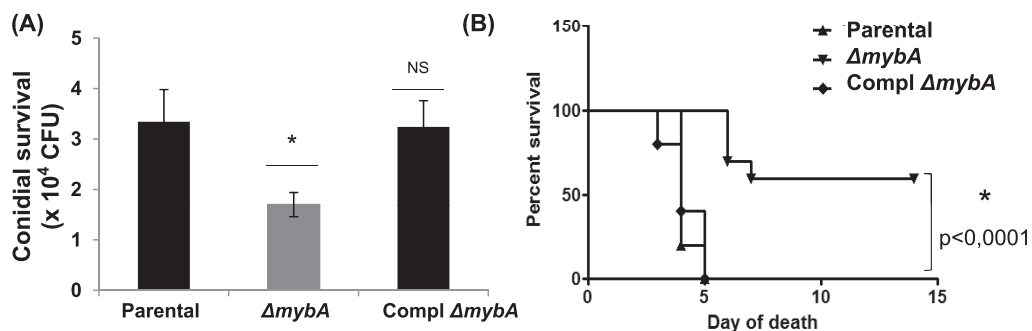 (A)
Conidial survival
(x 10⁴ CFU)
5
4
3
2
1
0
*
NS
Parental
ΔmybA
Compl ΔmybA
(B)
Percent survival
150
100
50
0
0
5
10
15
Day of death
Parental
ΔmybA
Compl ΔmybA
*
p<0,0001